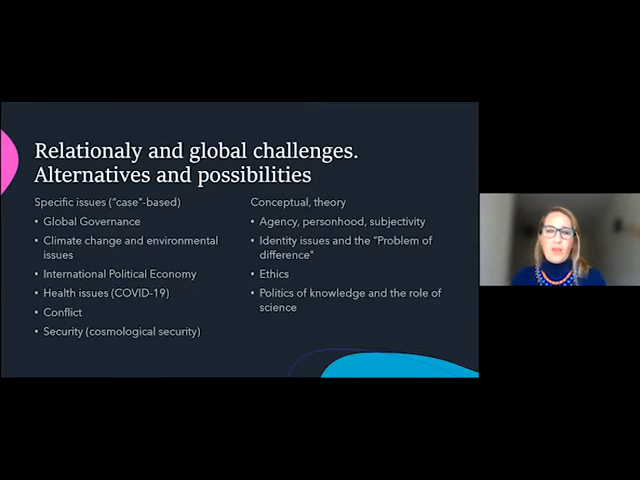 Relationaly and global challenges.
Alternatives and possibilities
Specific issues ("case"-based)
• Global Governance
• Climate change and environmental
issues
• International Political Economy
• Health issues (COVID-19)
• Conflict
• Security (cosmological security)
Conceptual, theory
• Agency, personhood, subjectivity
• Identity issues and the "Problem of
difference"
• Ethics
• Politics of knowledge and the role of
science